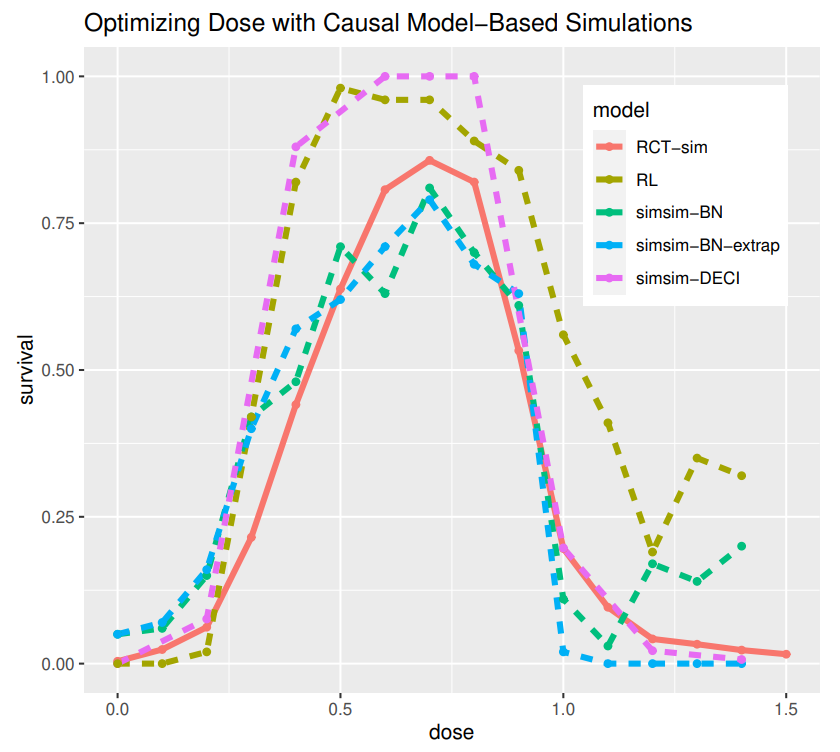 Optimizing Dose with Causal Model−Based Simulations
1.00
0.75
0.50
0.25
0.00
survival
model
RCT−sim
RL
simsim−BN
simsim−BN−extrap
simsim−DECI
0.0 0.5 1.0 1.5
dose